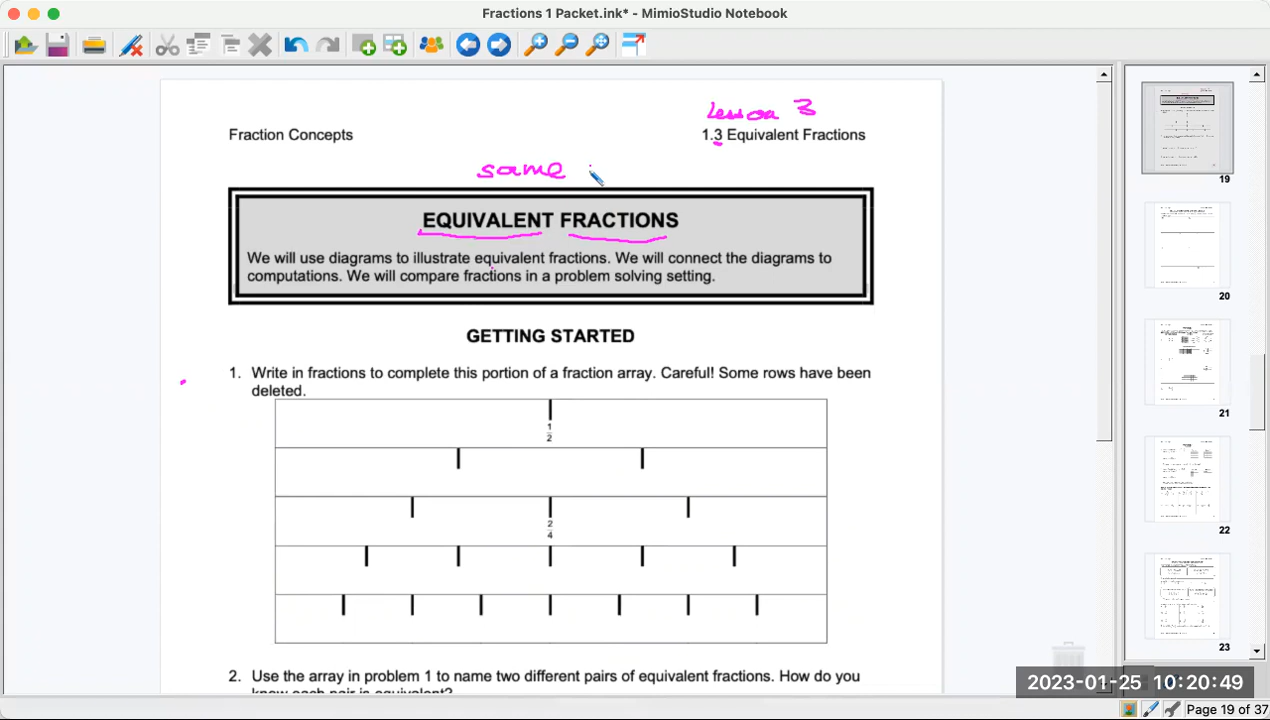 Fractions 1 Packet.ink* - MimioStudio Notebook
lesson 3
Fraction Concepts
1.3 Equivalent Fractions
same
EQUIVALENT FRACTIONS
We will use diagrams to illustrate equivalent fractions. We will connect the diagrams to
computations. We will compare fractions in a problem solving setting.
GETTING STARTED
1. Write in fractions to complete this portion of a fraction array. Careful! Some rows have been
deleted.
1
2
2
4
2. Use the array in problem 1 to name two different pairs of equivalent fractions. How do you
know each pair is equivalent?
19
20
21
22
23
2023-01-25 10:20:49
Page 19 of 37